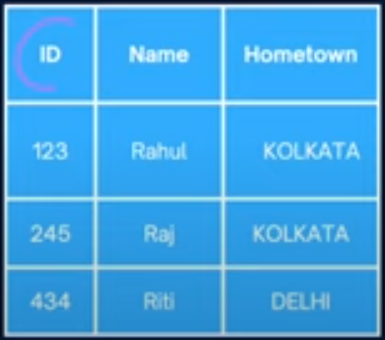 ID Name Hometown
123 Rahul KOLKATA
245 Raj KOLKATA
434 Riti DELHI